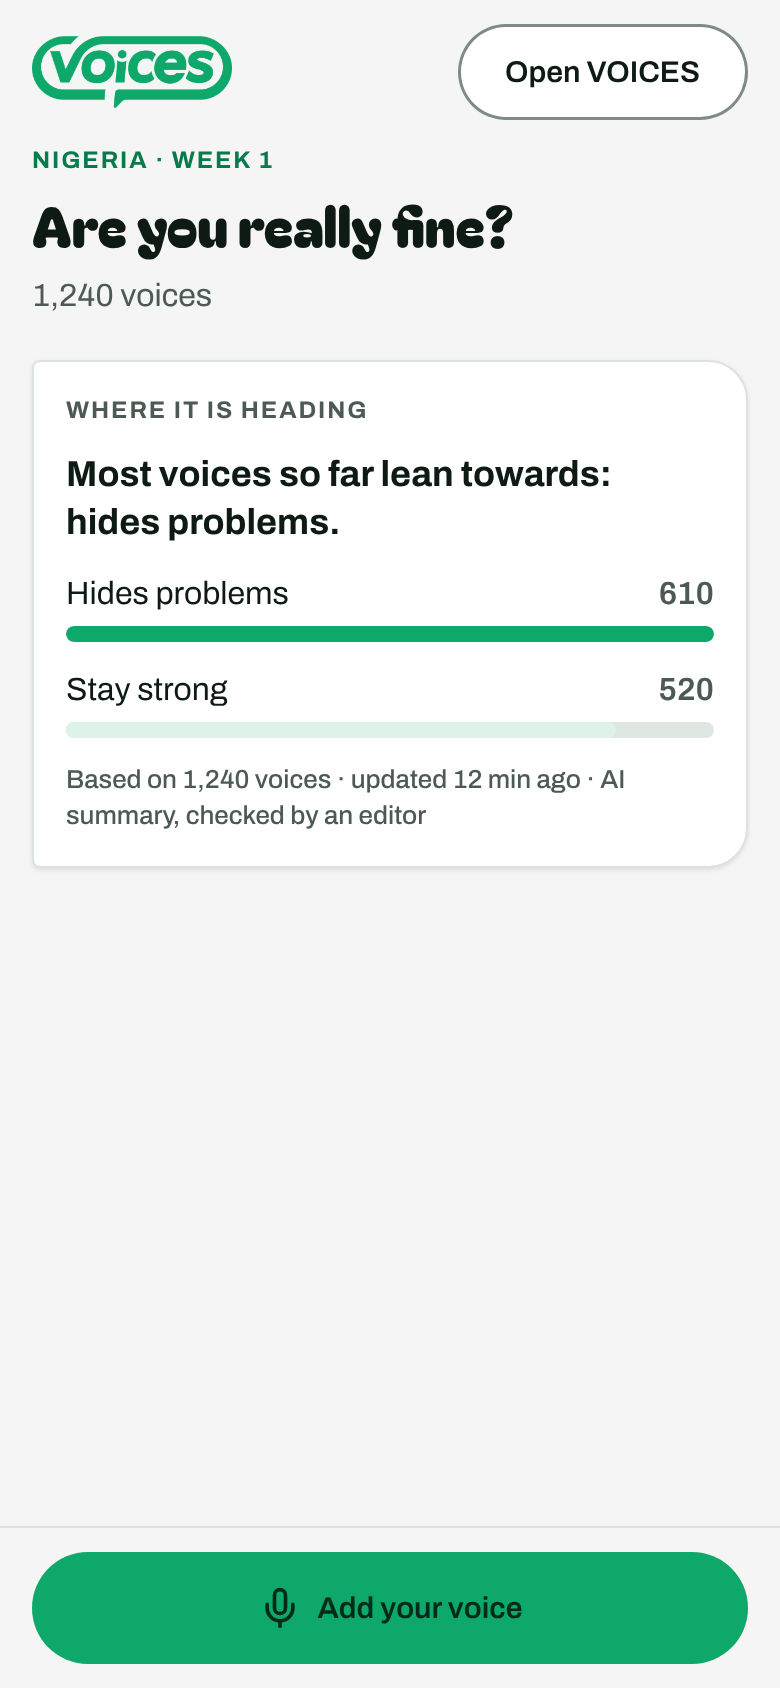 Voices
Open VOICES
NIGERIA · WEEK 1
Are you really fine?
1,240 voices
WHERE IT IS HEADING
Most voices so far lean towards:
hides problems.
Hides problems 610
Stay strong 520
Based on 1,240 voices · updated 12 min ago · AI
summary, checked by an editor
Add your voice